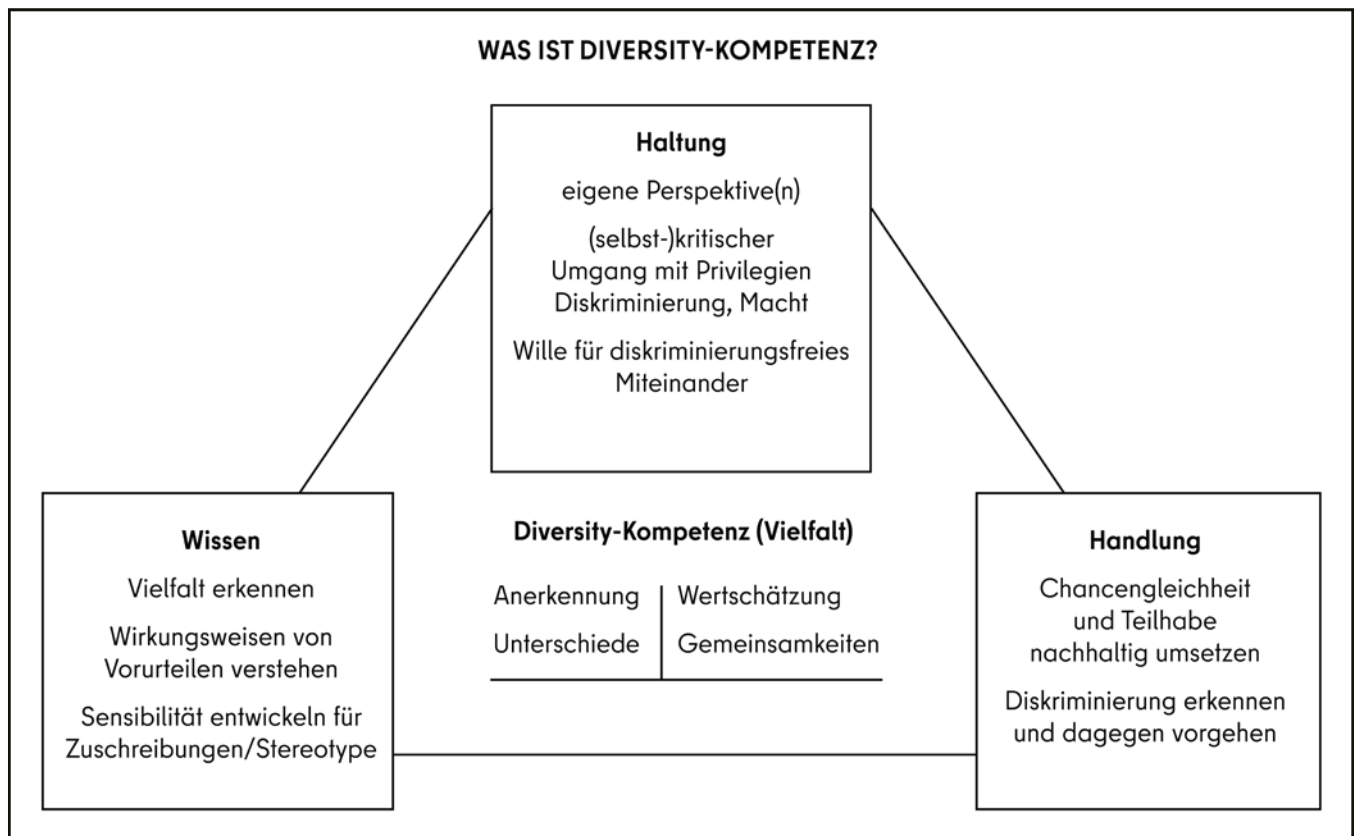 WAS IST DIVERSITY-KOMPETENZ?
Haltung
eigene Perspektive(n)
(selbst-)kritischer
Umgang mit Privilegien
Diskriminierung, Macht
Wille für diskriminierungsfreies
Miteinander
Wissen
Vielfalt erkennen
Wirkungsweisen von
Vorurteilen verstehen
Sensibilität entwickeln für
Zuschreibungen/Stereotype
Diversity-Kompetenz (Vielfalt)
Anerkennung Wertschätzung
Unterschiede Gemeinsamkeiten
Handlung
Chancengleichheit
und Teilhabe
nachhaltig umsetzen
Diskriminierung erkennen
und dagegen vorgehen